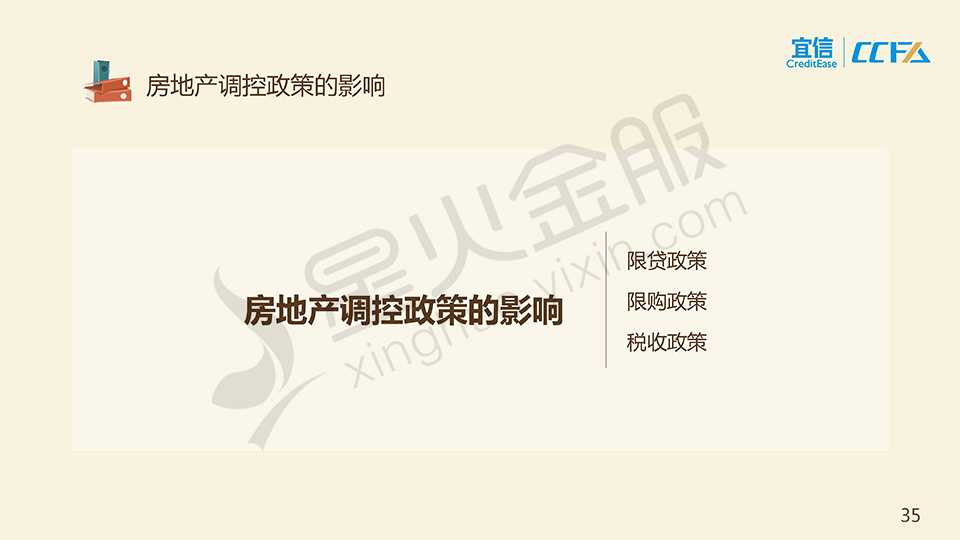 宜信
CreditEase
CCFA
房地产调控政策的影响
星火金服
xinghuo.yixin.com
房地产调控政策的影响
限贷政策
限购政策
税收政策
35